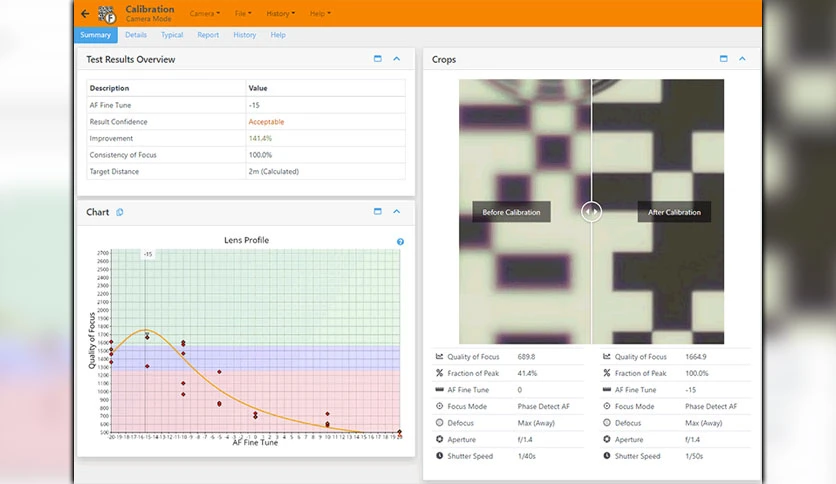 Calibration
Camera Mode
Camera File History Help
Summary Details Typical Report History Help
Test Results Overview
Description Value
AF Fine Tune -15
Result Confidence Acceptable
Improvement 141.4%
Consistency of Focus 100.0%
Target Distance 2m (Calculated)
Chart
Lens Profile
-15
Quality of Focus
2700
2600
2500
2400
2300
2200
2100
2000
1900
1800
1700
1600
1500
1400
1300
1200
1100
1000
900
800
700
600
500
-20 -19 -18 -17 -16 -15 -14 -13 -12 -11 -10 -9 -8 -7 -6 -5 -4 -3 -2 -1 0 1 2 3 4 5 6 7 8 9 10 11 12 13 14 15 16 17 18 19 20
AF Fine Tune
Crops
Before Calibration
After Calibration
Quality of Focus 689.8
Fraction of Peak 41.4%
AF Fine Tune 0
Focus Mode Phase Detect AF
Defocus Max (Away)
Aperture f/1.4
Shutter Speed 1/40s
Quality of Focus 1664.9
Fraction of Peak 100.0%
AF Fine Tune -15
Focus Mode Phase Detect AF
Defocus Max (Away)
Aperture f/1.4
Shutter Speed 1/50s